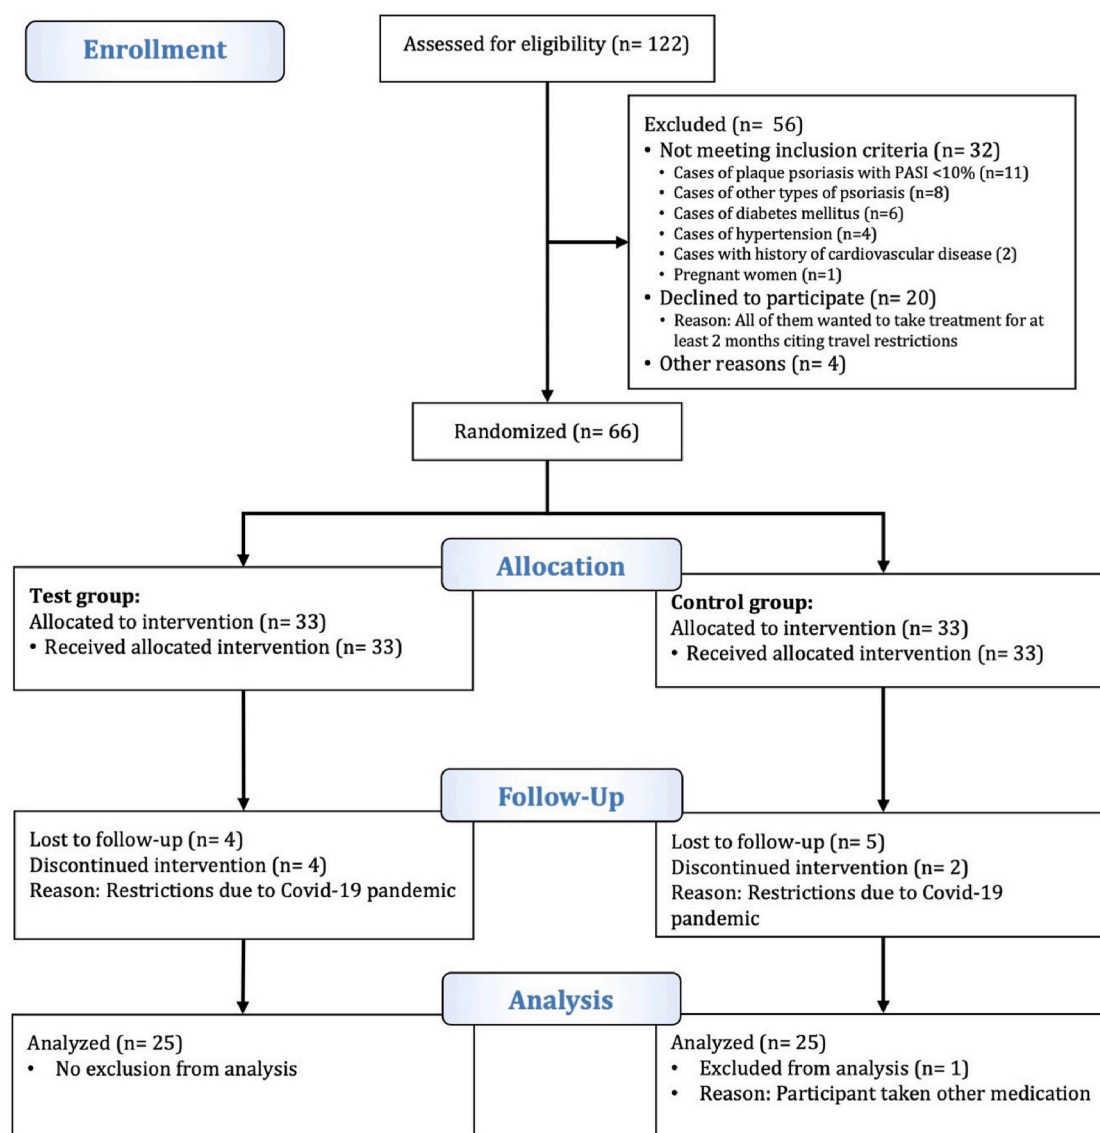 Enrollment
Assessed for eligibility (n= 122)
Excluded (n=  56)
• Not meeting inclusion criteria (n= 32)
• Cases of plaque psoriasis with PASI <10% (n=11)
• Cases of other types of psoriasis (n=8)
• Cases of diabetes mellitus (n=6)
• Cases of hypertension (n=4)
• Cases with history of cardiovascular disease (2)
• Pregnant women (n=1)
• Declined to participate (n= 20)
• Reason: All of them wanted to take treatment for at
least 2 months citing travel restrictions
• Other reasons (n= 4)
Randomized (n= 66)
Allocation
Test group:
Allocated to intervention (n= 33)
• Received allocated intervention (n= 33)
Control group:
Allocated to intervention (n= 33)
• Received allocated intervention (n= 33)
Follow-Up
Lost to follow-up (n= 4)
Discontinued intervention (n= 4)
Reason: Restrictions due to Covid-19 pandemic
Lost to follow-up (n= 5)
Discontinued intervention (n= 2)
Reason: Restrictions due to Covid-19
pandemic
Analysis
Analyzed (n= 25)
• No exclusion from analysis
Analyzed (n= 25)
• Excluded from analysis (n= 1)
• Reason: Participant taken other medication